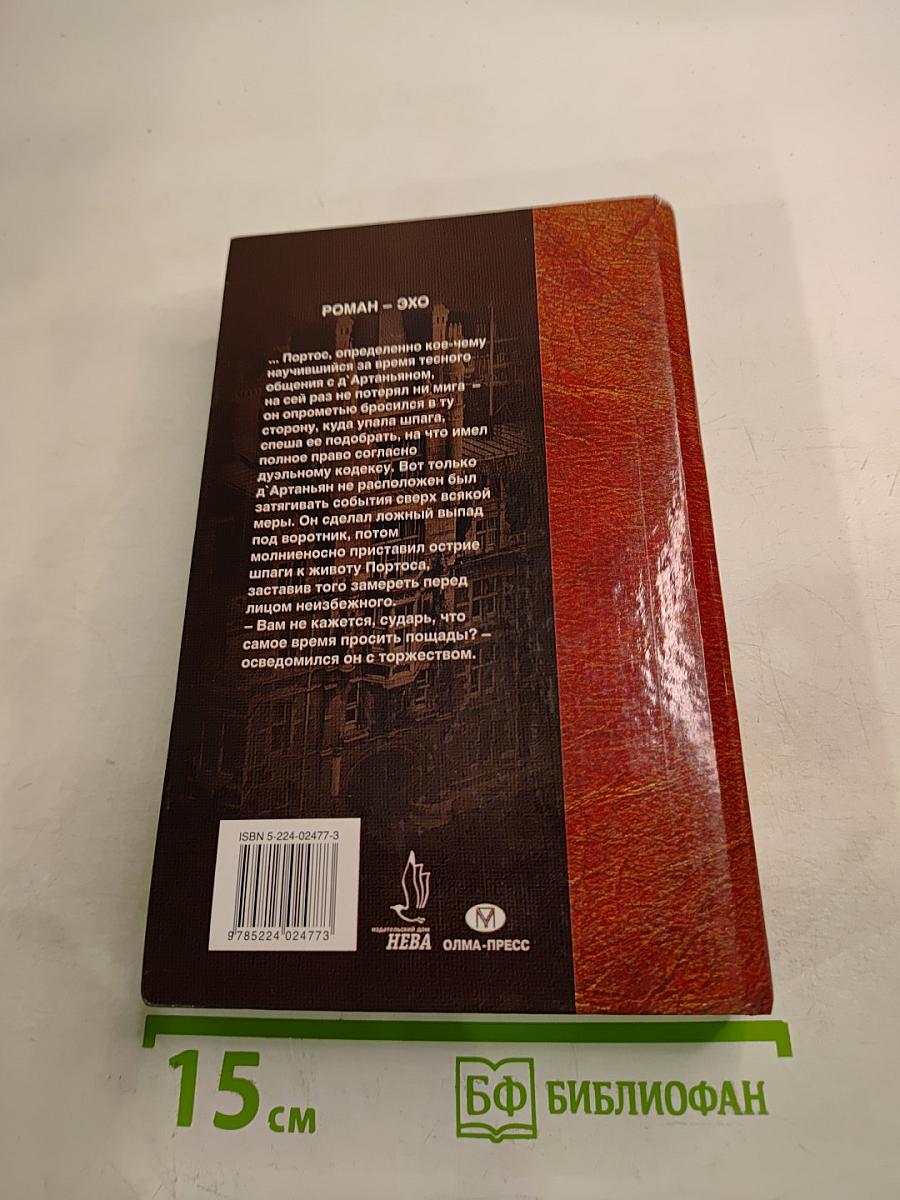 РОМАН – ЭХО
... Портос, определенно кое-чему
научившийся за время тесного
общения с д`Артаньяном,
на сей раз не потерял ни мига –
он опрометью бросился в ту
сторону, куда упала шпага,
спеша ее подобрать, на что имел
полное право согласно
дуэльному кодексу. Вот только
д`Артаньян не расположен был
затягивать события сверх всякой
меры. Он сделал ложный выпад
под воротник, потом
молниеносно приставил острие
шпаги к животу Портоса,
заставив того замереть перед
лицом неизбежного.
– Вам не кажется, сударь, что
самое время просить пощады? –
осведомился он с торжеством.
ISBN 5-224-02477-3
9785224024773
издательский дом
НЕВА
ОЛМА-ПРЕСС
15 см
БФ БИБЛИОФАН